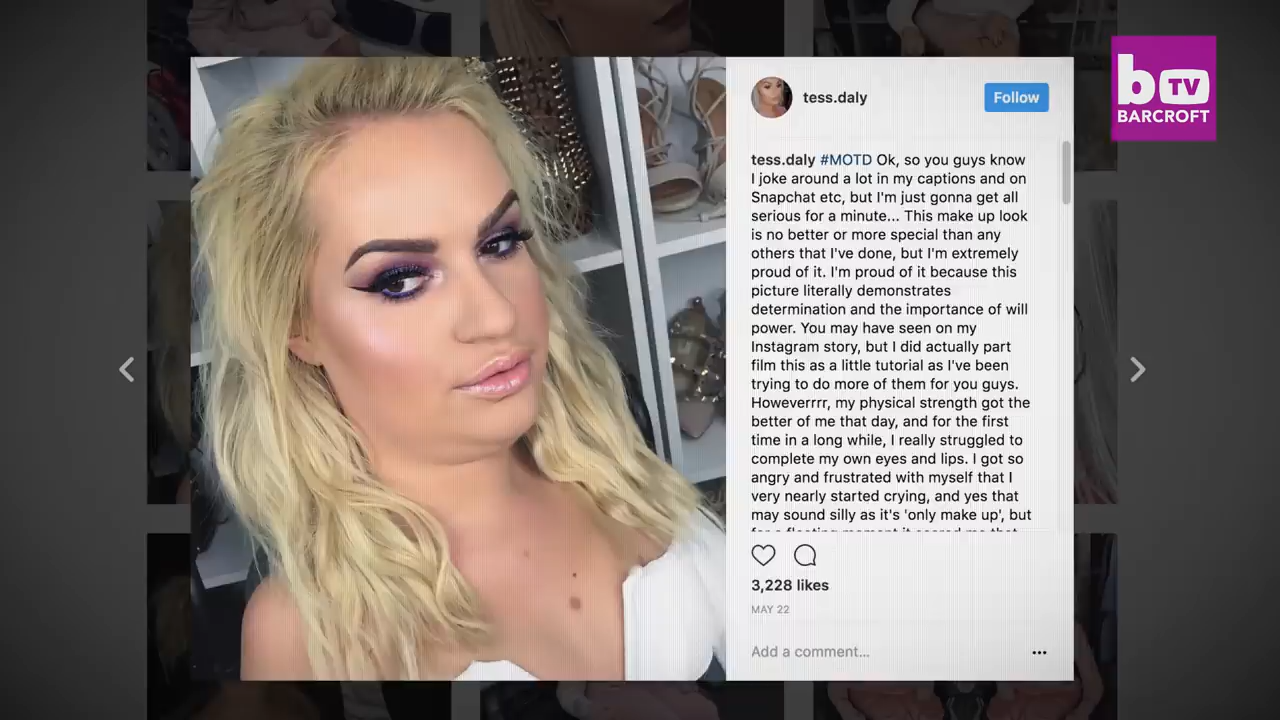 b TV
BARCROFT
tess.daly
Follow
tess.daly #MOTD Ok, so you guys know
I joke around a lot in my captions and on
Snapchat etc, but I'm just gonna get all
serious for a minute... This make up look
is no better or more special than any
others that I've done, but I'm extremely
proud of it. I'm proud of it because this
picture literally demonstrates
determination and the importance of will
power. You may have seen on my
Instagram story, but I did actually part
film this as a little tutorial as I've been
trying to do more of them for you guys.
Howeverrrr, my physical strength got the
better of me that day, and for the first
time in a long while, I really struggled to
complete my own eyes and lips. I got so
angry and frustrated with myself that I
very nearly started crying, and yes that
may sound silly as it's 'only make up', but
3,228 likes
MAY 22
Add a comment...